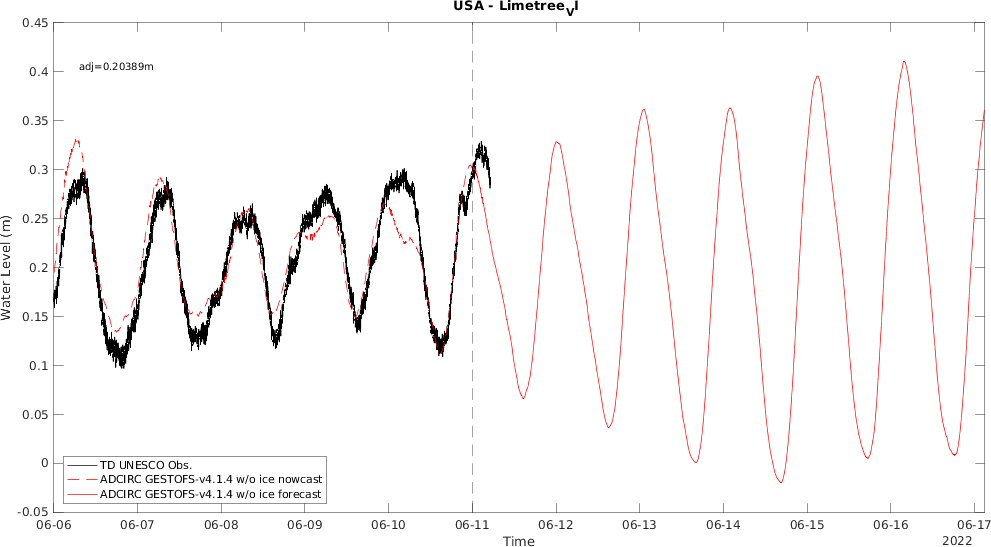 USA - Limetree_VI
adj=0.20389m
0.45
0.4
0.35
0.3
0.25
0.2
0.15
0.1
0.05
0
-0.05
Water Level (m)
TD UNESCO Obs.
ADCIRC GESTOFS-v4.1.4 w/o ice nowcast
ADCIRC GESTOFS-v4.1.4 w/o ice forecast
06-06 06-07 06-08 06-09 06-10 06-11 06-12 06-13 06-14 06-15 06-16 06-17
Time
2022